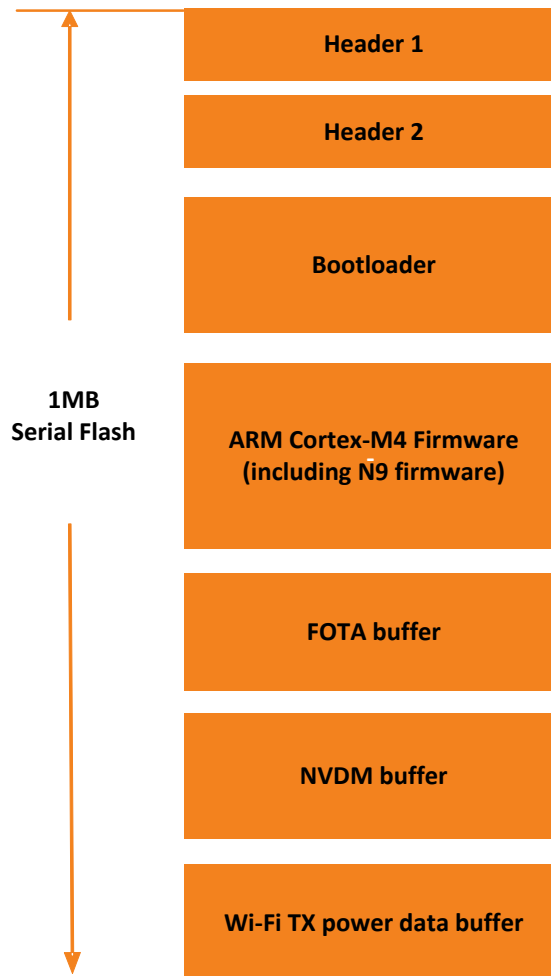 Header 1
Header 2
Bootloader
1MB
Serial Flash
ARM Cortex-M4 Firmware
(including N9 firmware)
FOTA buffer
NVDM buffer
Wi-Fi TX power data buffer